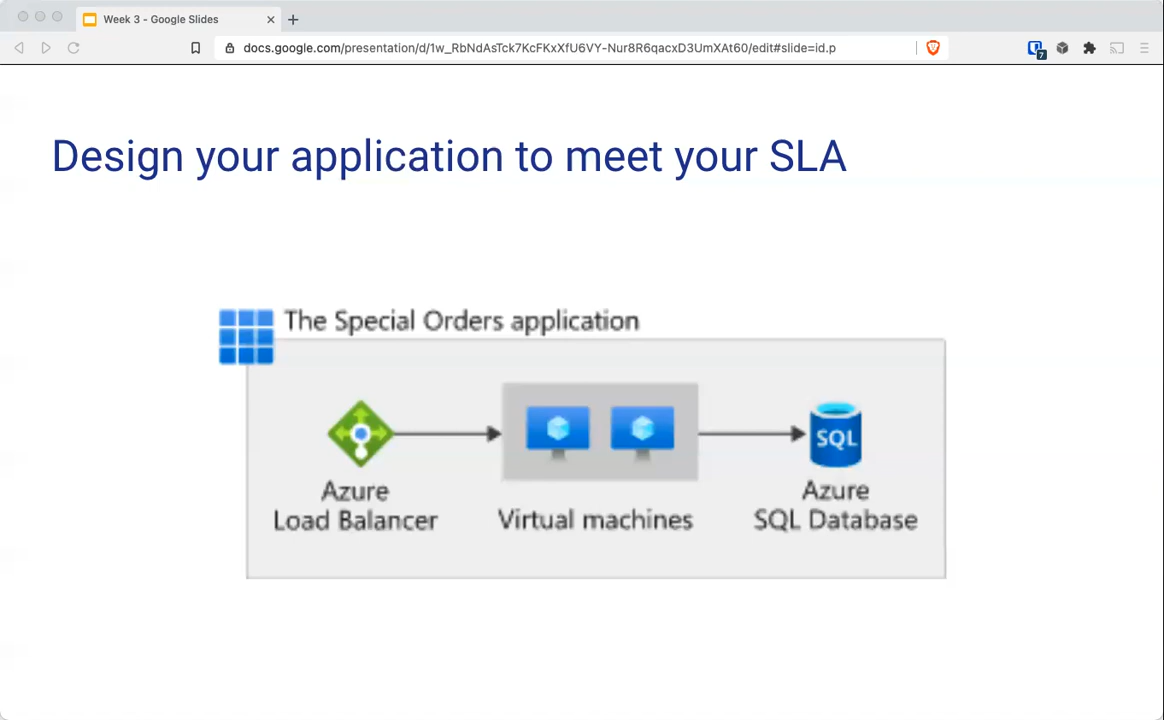 Week 3 - Google Slides
docs.google.com/presentation/d/1w_RbNdAsTck7KcFKxXfU6VY-Nur8R6qacxD3UmXAt60/edit#slide=id.p
7
Design your application to meet your SLA
The Special Orders application
SQL
Azure
Load Balancer
Virtual machines
Azure
SQL Database